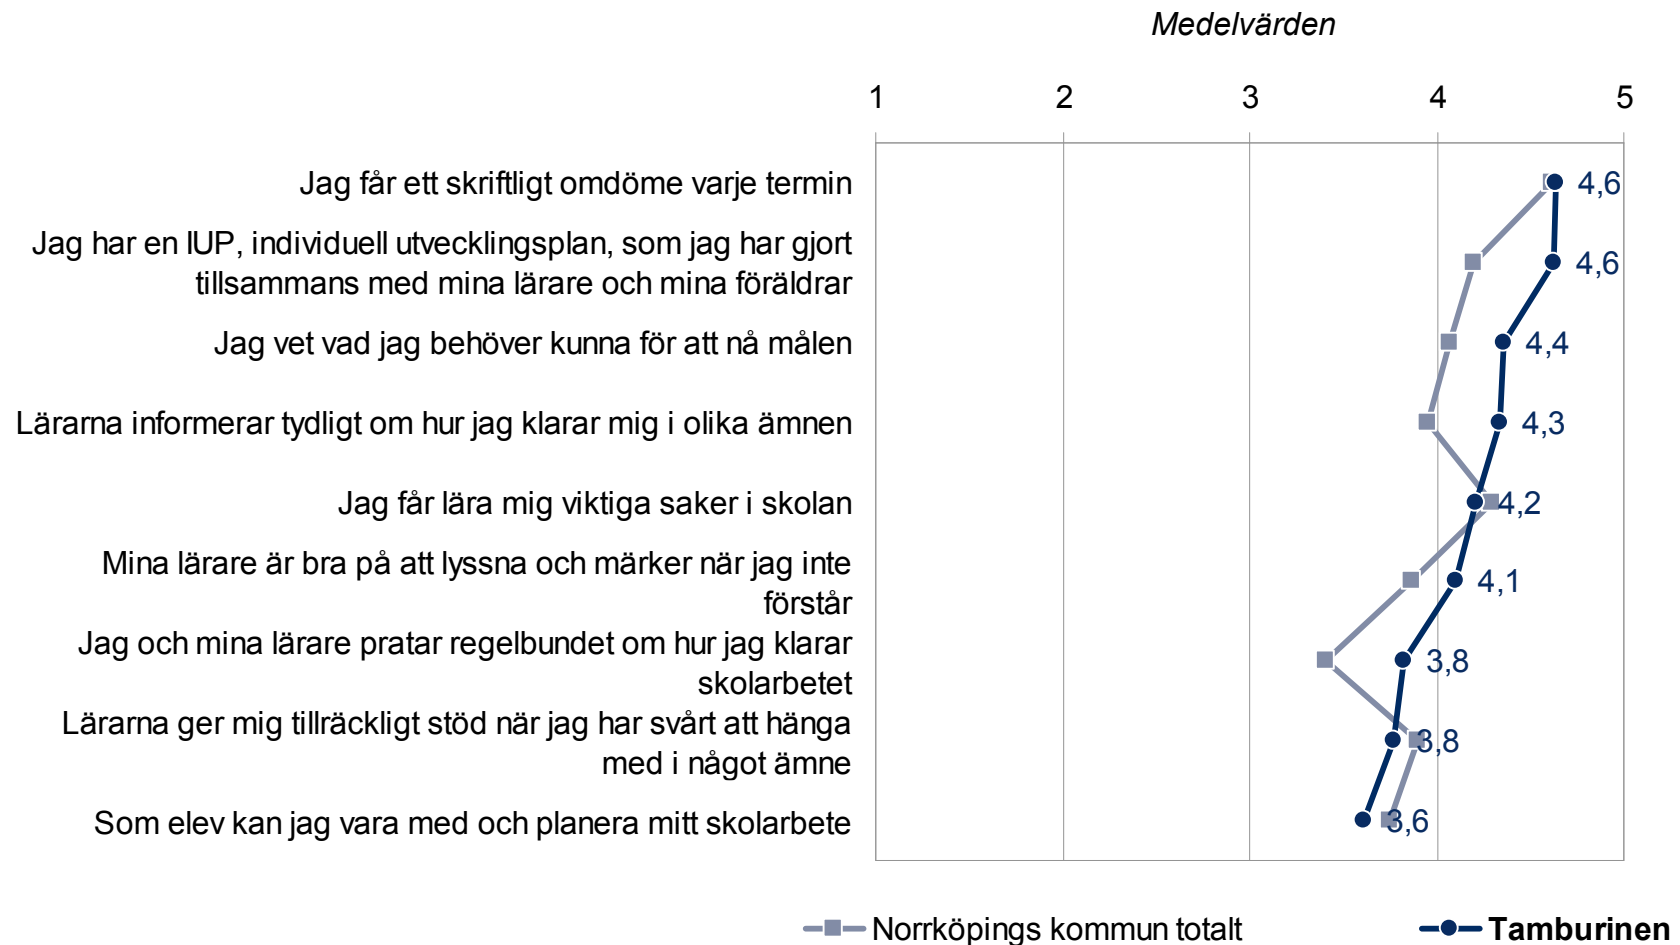 Medelvärden
1 2 3 4 5
Jag får ett skriftligt omdöme varje termin 4,6
Jag har en IUP, individuell utvecklingsplan, som jag har gjort
tillsammans med mina lärare och mina föräldrar 4,6
Jag vet vad jag behöver kunna för att nå målen 4,4
Lärarna informerar tydligt om hur jag klarar mig i olika ämnen 4,3
Jag får lära mig viktiga saker i skolan 4,2
Mina lärare är bra på att lyssna och märker när jag inte
förstår 4,1
Jag och mina lärare pratar regelbundet om hur jag klarar
skolarbetet 3,8
Lärarna ger mig tillräckligt stöd när jag har svårt att hänga
med i något ämne 3,8
Som elev kan jag vara med och planera mitt skolarbete 3,6
Norrköpings kommun totalt Tamburinen